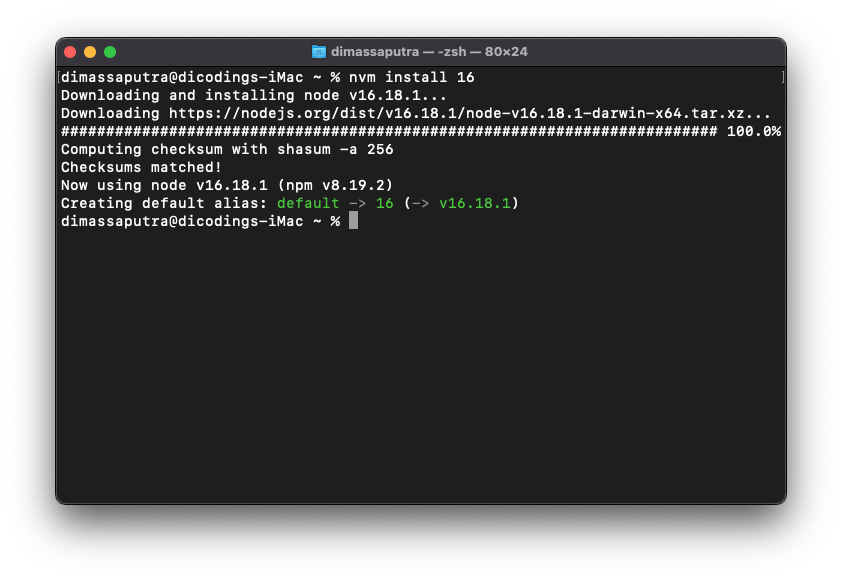 dimassaputra — -zsh — 80×24
[dimassaputra@dicodings-iMac ~ % nvm install 16 ]
Downloading and installing node v16.18.1...
Downloading https://nodejs.org/dist/v16.18.1/node-v16.18.1-darwin-x64.tar.xz...
######################################################################### 100.0%
Computing checksum with shasum -a 256
Checksums matched!
Now using node v16.18.1 (npm v8.19.2)
Creating default alias: default -> 16 (-> v16.18.1)
dimassaputra@dicodings-iMac ~ %